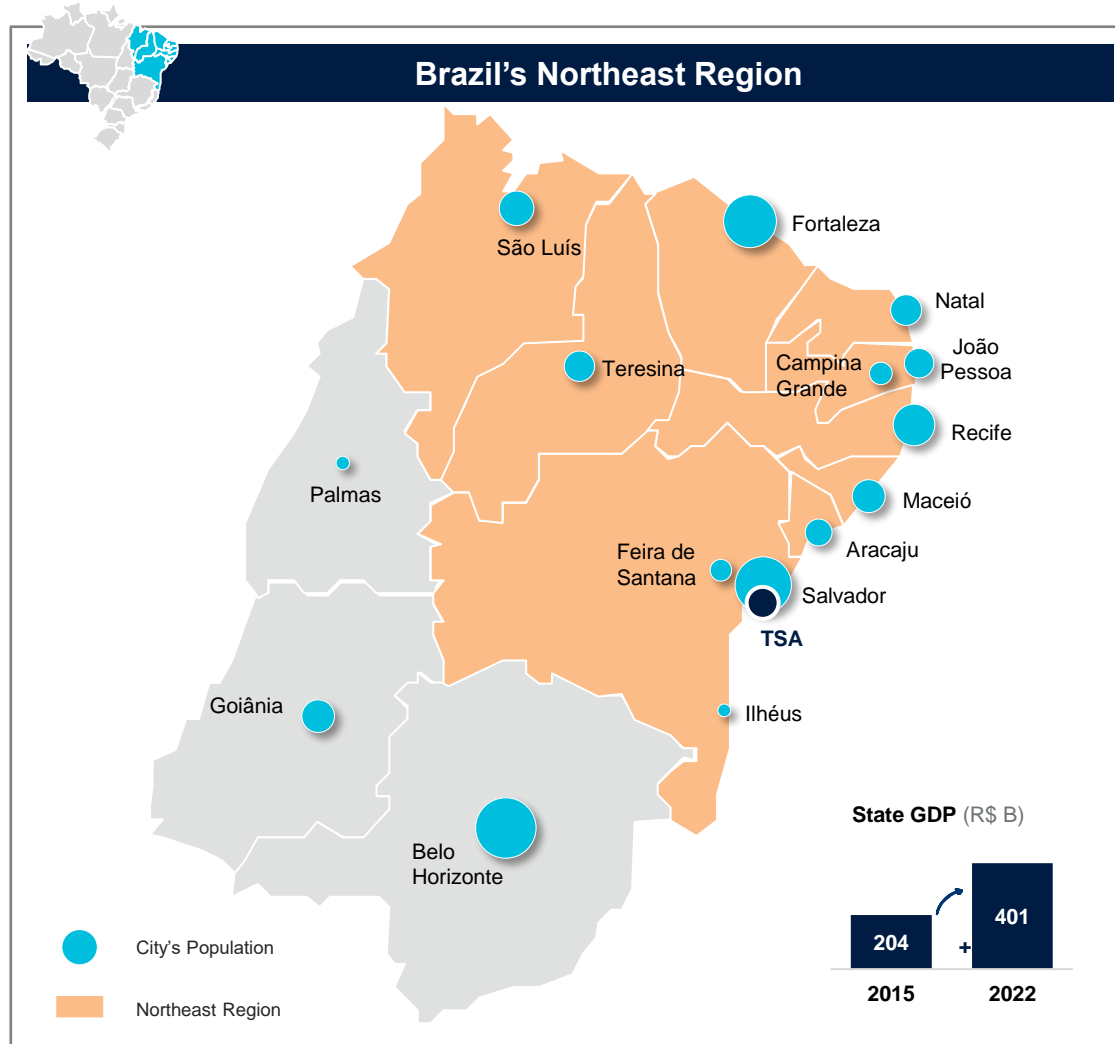 Brazil's Northeast Region
São Luís
Fortaleza
Natal
João
Pessoa
Campina
Grande
Teresina
Recife
Palmas
Maceió
Aracaju
Feira de
Santana
Salvador
TSA
Goiânia
Ilhéus
Belo
Horizonte
State GDP (R$ B)
204
+
401
2015
2022
City's Population
Northeast Region